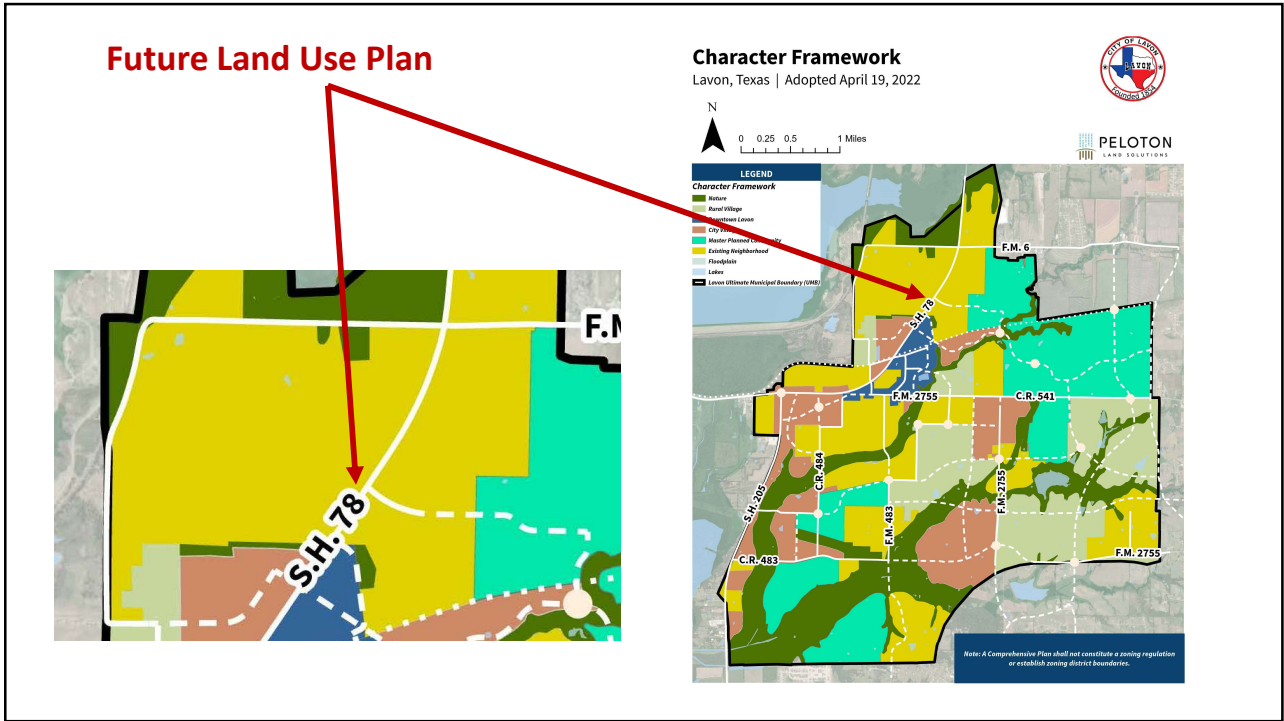 Future Land Use Plan
F.M
S.H. 78
Character Framework
Lavon, Texas | Adopted April 19, 2022
CITY OF LAVON
LAVON
Founded 1854
N
0 0.25 0.5 1 Miles
PELOTON
LAND SOLUTIONS
LEGEND
Character Framework
Nature
Rural Village
Downtown Lavon
City Village
Master Planned Community
Existing Neighborhood
Floodplain
Lakes
Lavon Ultimate Municipal Boundary (UMB)
F.M. 6
S.H. 78
F.M. 2755
C.R. 541
C.R. 484
S.H. 205
F.M. 483
F.M. 2755
C.R. 483
F.M. 2755
Note: A Comprehensive Plan shall not constitute a zoning regulation
or establish zoning district boundaries.